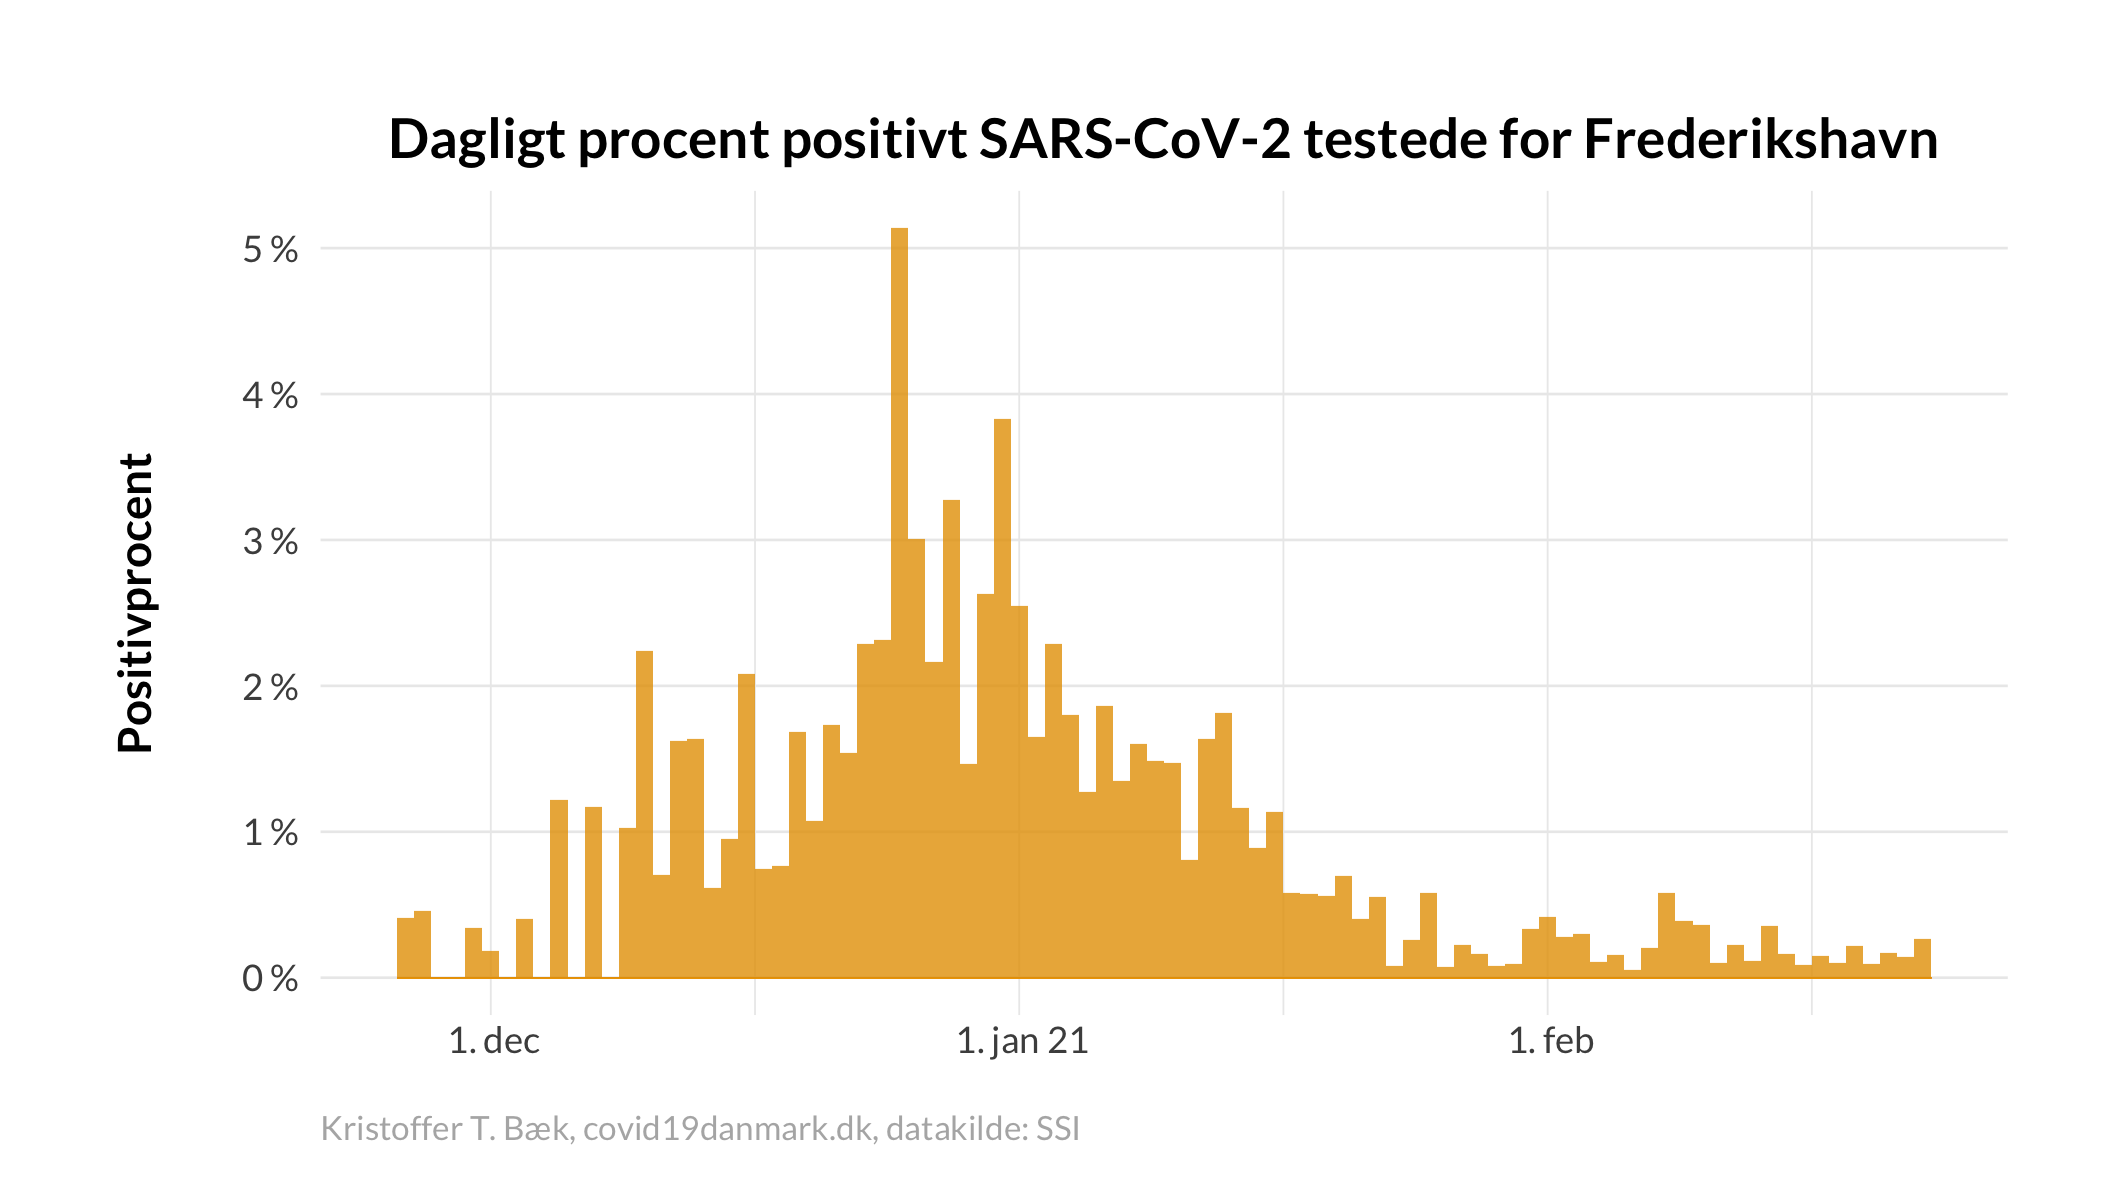 Dagligt procent positivt SARS-CoV-2 testede for Frederikshavn
Positivprocent
5 %
4 %
3 %
2 %
1 %
0 %
1. dec
1. jan 21
1. feb
Kristoffer T. Bæk, covid19danmark.dk, datakilde: SSI